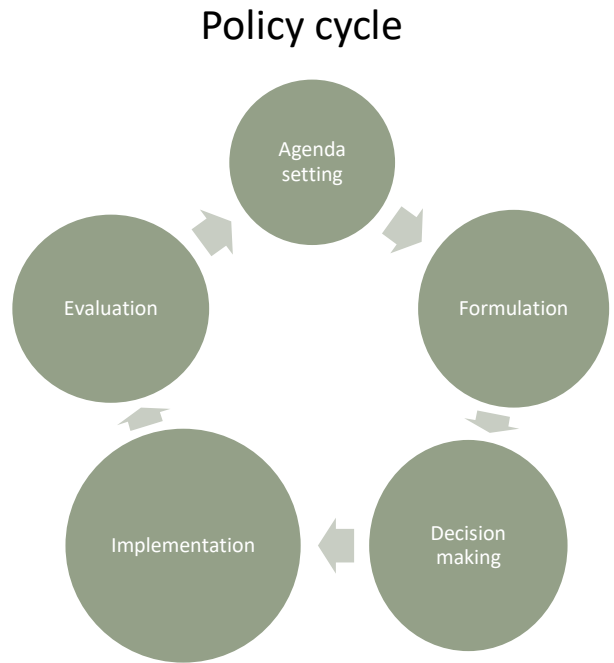 Policy cycle
Agenda
setting
Formulation
Decision
making
Implementation
Evaluation